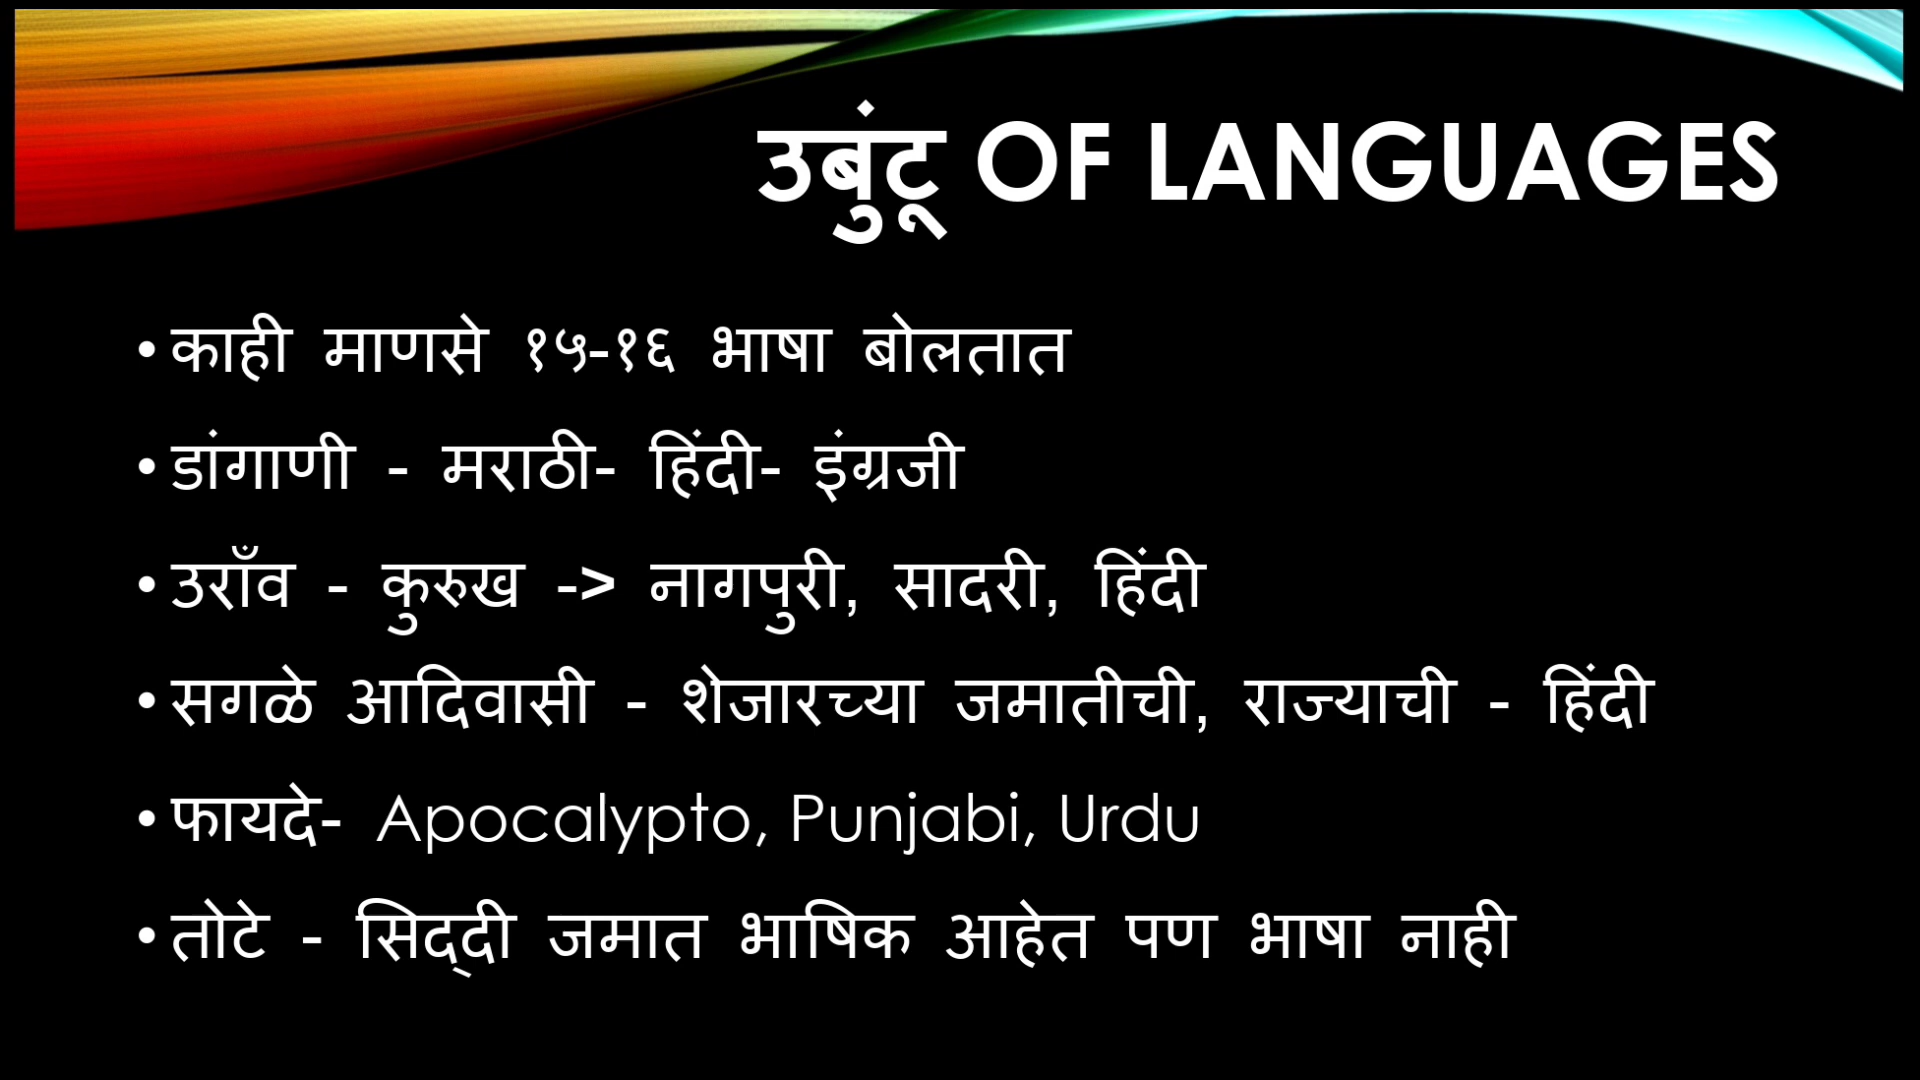 उबुंटू OF LANGUAGES
• काही माणसे १५-१६ भाषा बोलतात
• डांगाणी - मराठी- हिंदी- इंग्रजी
• उराँव - कुरुख -> नागपुरी, सादरी, हिंदी
• सगळे आदिवासी - शेजारच्या जमातीची, राज्याची - हिंदी
• फायदे- Apocalypto, Punjabi, Urdu
• तोटे - सिद्‌दी जमात भाषिक आहेत पण भाषा नाही